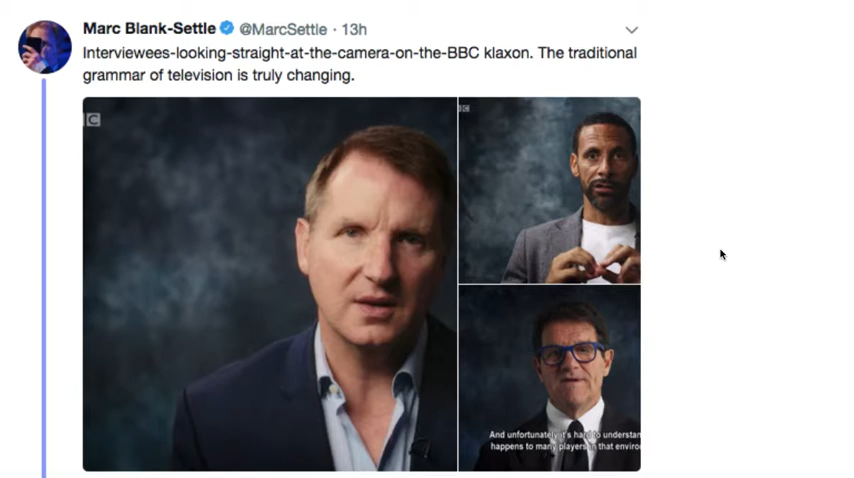 Marc Blank-Settle @MarcSettle · 13h
Interviewees-looking-straight-at-the-camera-on-the-BBC klaxon. The traditional
grammar of television is truly changing.
C
C
And unfortunately it's hard to understan
happens to many players in that enviro